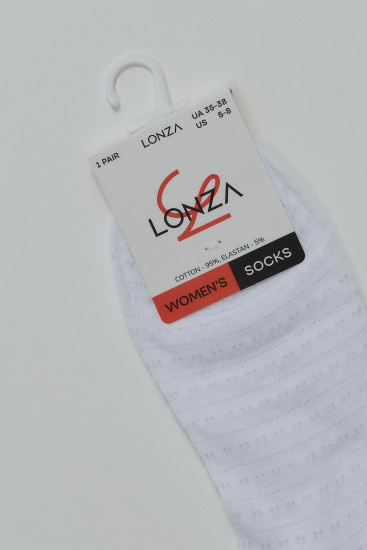 1 PAIR
LONZA
UA 35-38
US 5-8
LONZA
COTTON - 95%, ELASTAN - 5%
WOMEN'S
SOCKS